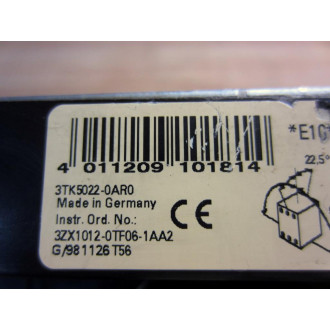 4 011209 101814
3TK5022-0AR0
Made in Germany
Instr. Ord. No.:
3ZX1012-0TF06-1AA2
G/981126 T56
CE
*E10
22,5°